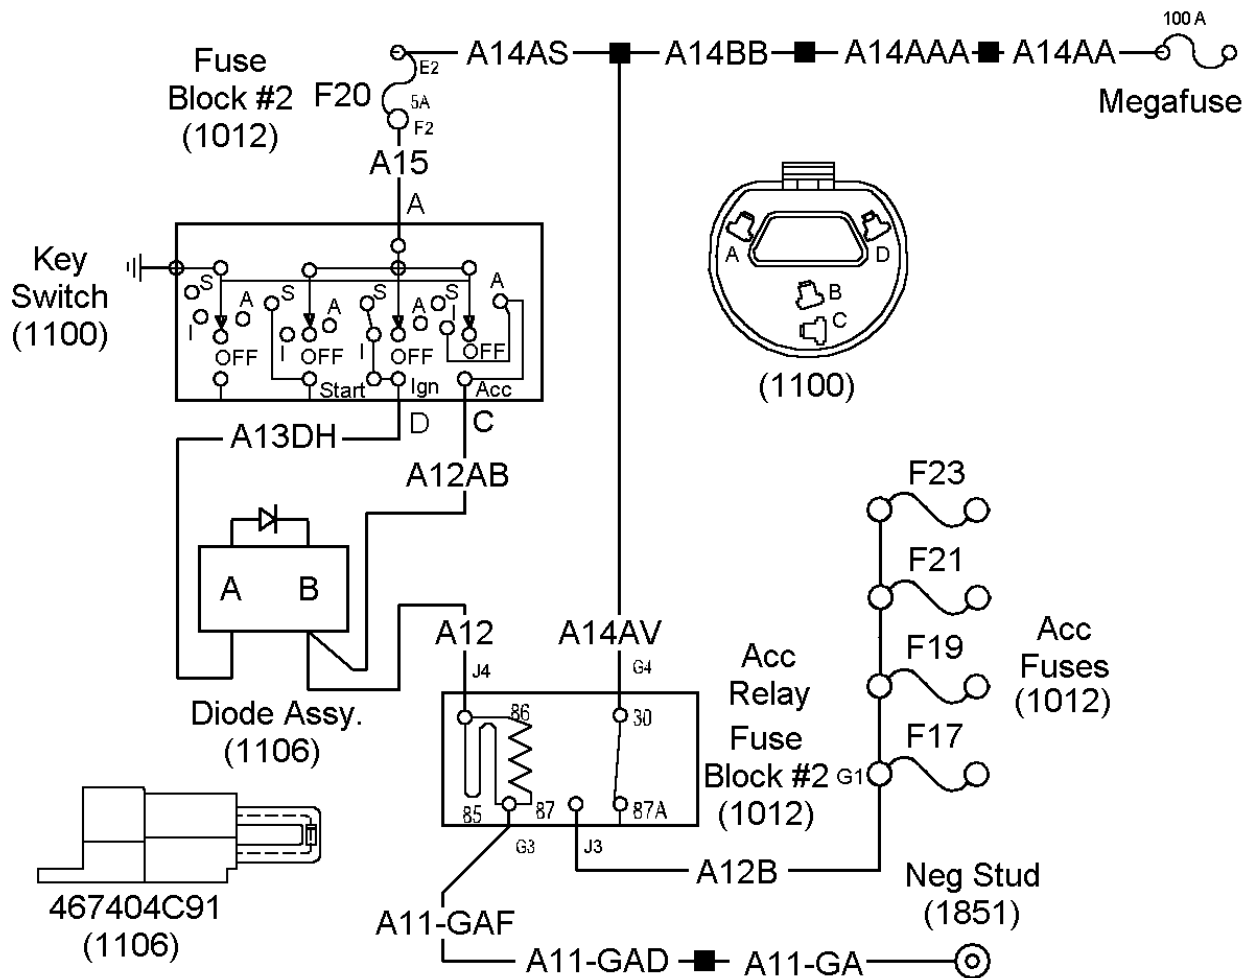 100 A
A14AS
A14BB
A14AAA
A14AA
Megafuse
Fuse
Block #2
(1012)
F20
E2
5A
F2
A15
A
Key
Switch
(1100)
S
A
I
OFF
S
A
I
OFF
Start
S
A
I
OFF
Ign
S
A
I
OFF
Acc
D
C
A
D
B
C
(1100)
A13DH
A12AB
A
B
Diode Assy.
(1106)
A12
J4
A14AV
G4
86
30
85
87
87A
G3
J3
Acc
Relay
Fuse
Block #2
(1012)
F23
F21
F19
F17
G1
Acc
Fuses
(1012)
A12B
467404C91
(1106)
A11-GAF
A11-GAD
A11-GA
Neg Stud
(1851)